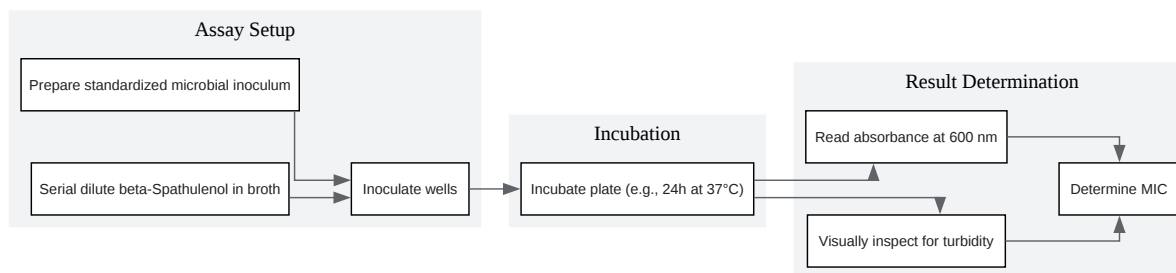 Assay Setup
Prepare standardized microbial inoculum
Serial dilute beta-Spathulenol in broth
Inoculate wells
Incubation
Incubate plate (e.g., 24h at 37°C)
Result Determination
Read absorbance at 600 nm
Visually inspect for turbidity
Determine MIC